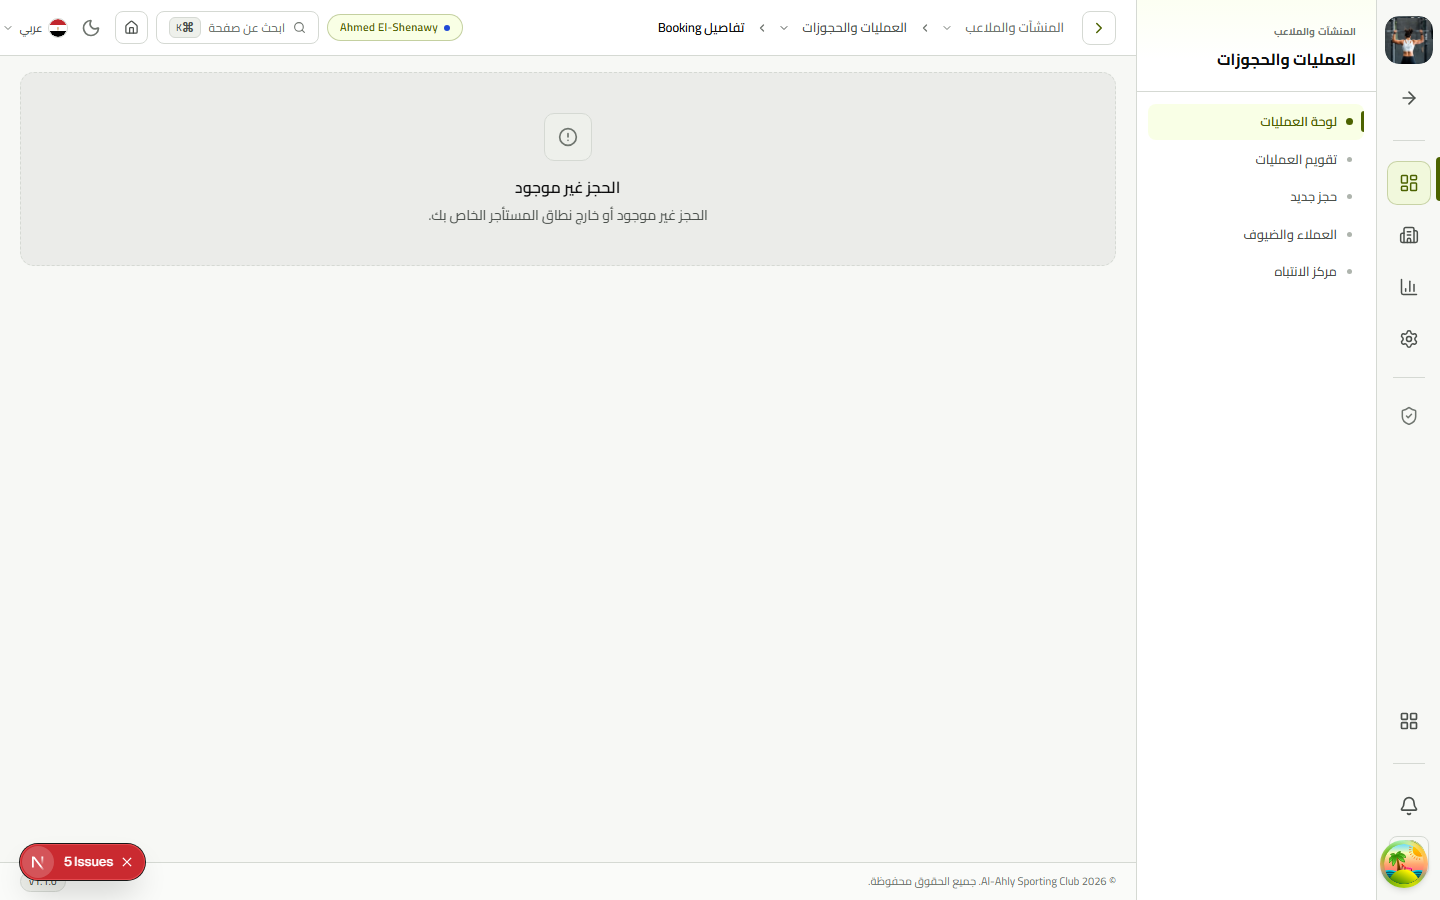 المنشآت والملاعب
العمليات والحجوزات
لوحة العمليات
تقويم العمليات
حجز جديد
العملاء والضيوف
مركز الانتباه
المنشآت والملاعب
العمليات والحجوزات
تفاصيل Booking
Ahmed El-Shenawy
ابحث عن صفحة
⌘K
عربي
الحجز غير موجود
الحجز غير موجود أو خارج نطاق المستأجر الخاص بك.
© 2026 Al-Ahly Sporting Club. جميع الحقوق محفوظة.
5 Issues